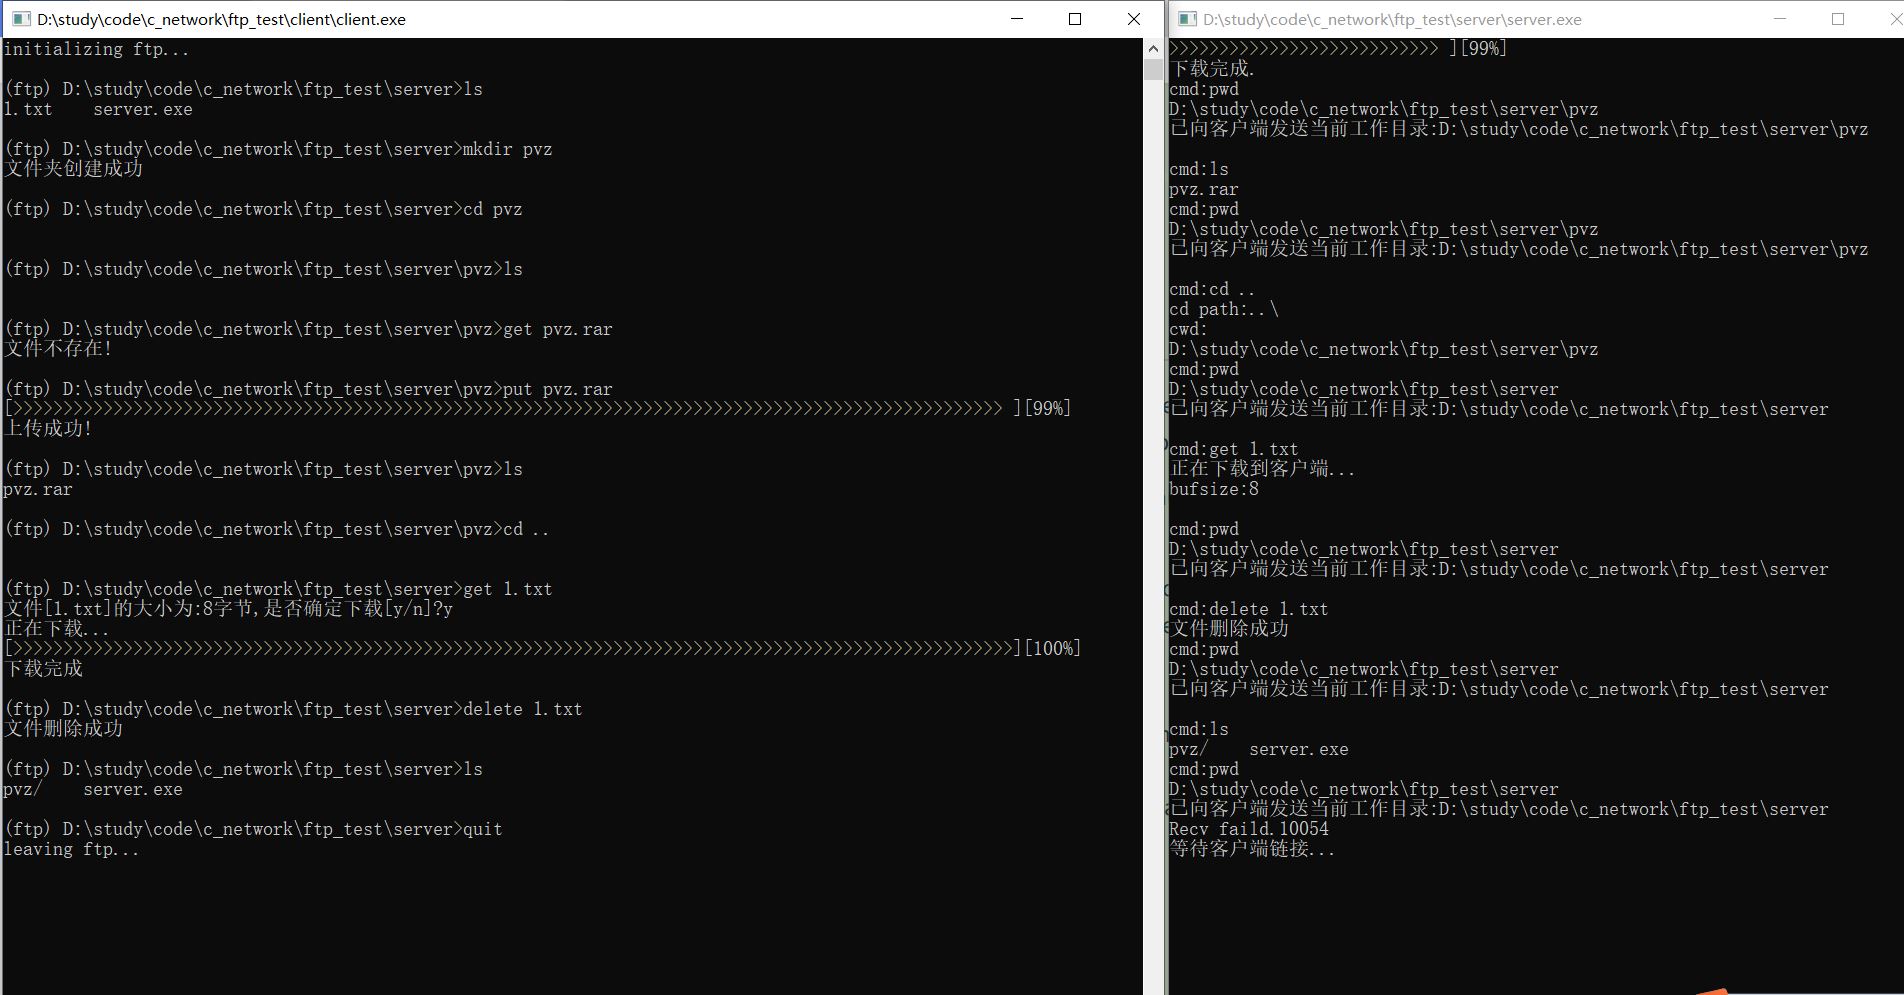 D:\study\code\c_network\ftp_test\client\client.exe
initializing ftp...
(ftp) D:\study\code\c_network\ftp_test\server>ls
1.txt    server.exe
(ftp) D:\study\code\c_network\ftp_test\server>mkdir pvz
文件夹创建成功
(ftp) D:\study\code\c_network\ftp_test\server>cd pvz
(ftp) D:\study\code\c_network\ftp_test\server\pvz>ls
(ftp) D:\study\code\c_network\ftp_test\server\pvz>get pvz.rar
文件不存在!
(ftp) D:\study\code\c_network\ftp_test\server\pvz>put pvz.rar
[>>>>>>>>>>>>>>>>>>>>>>>>>>>>>>>>>>>>>>>>>>>>>>>>>>>>>>>>>>>>>>>>>>>>>>>>>>>>>>>>>>>>>>>>>>>>>>>>>>> ][99%]
上传成功!
(ftp) D:\study\code\c_network\ftp_test\server\pvz>ls
pvz.rar
(ftp) D:\study\code\c_network\ftp_test\server\pvz>cd ..
(ftp) D:\study\code\c_network\ftp_test\server>get 1.txt
文件[1.txt]的大小为:8字节,是否确定下载[y/n]?y
正在下载...
[>>>>>>>>>>>>>>>>>>>>>>>>>>>>>>>>>>>>>>>>>>>>>>>>>>>>>>>>>>>>>>>>>>>>>>>>>>>>>>>>>>>>>>>>>>>>>>>>>>>>][100%]
下载完成
(ftp) D:\study\code\c_network\ftp_test\server>delete 1.txt
文件删除成功
(ftp) D:\study\code\c_network\ftp_test\server>ls
pvz/    server.exe
(ftp) D:\study\code\c_network\ftp_test\server>quit
leaving ftp...
D:\study\code\c_network\ftp_test\server\server.exe
>>>>>>>>>>>>>>>>>>>>>>>>>>> ][99%]
下载完成.
cmd:pwd
D:\study\code\c_network\ftp_test\server\pvz
已向客户端发送当前工作目录:D:\study\code\c_network\ftp_test\server\pvz
cmd:ls
pvz.rar
cmd:pwd
D:\study\code\c_network\ftp_test\server\pvz
已向客户端发送当前工作目录:D:\study\code\c_network\ftp_test\server\pvz
cmd:cd ..
cd path:..\
cwd:
D:\study\code\c_network\ftp_test\server\pvz
cmd:pwd
D:\study\code\c_network\ftp_test\server
已向客户端发送当前工作目录:D:\study\code\c_network\ftp_test\server
cmd:get 1.txt
正在下载到客户端...
bufsize:8
cmd:pwd
D:\study\code\c_network\ftp_test\server
已向客户端发送当前工作目录:D:\study\code\c_network\ftp_test\server
cmd:delete 1.txt
文件删除成功
cmd:pwd
D:\study\code\c_network\ftp_test\server
已向客户端发送当前工作目录:D:\study\code\c_network\ftp_test\server
cmd:ls
pvz/    server.exe
cmd:pwd
D:\study\code\c_network\ftp_test\server
已向客户端发送当前工作目录:D:\study\code\c_network\ftp_test\server
Recv faild.10054
等待客户端链接...